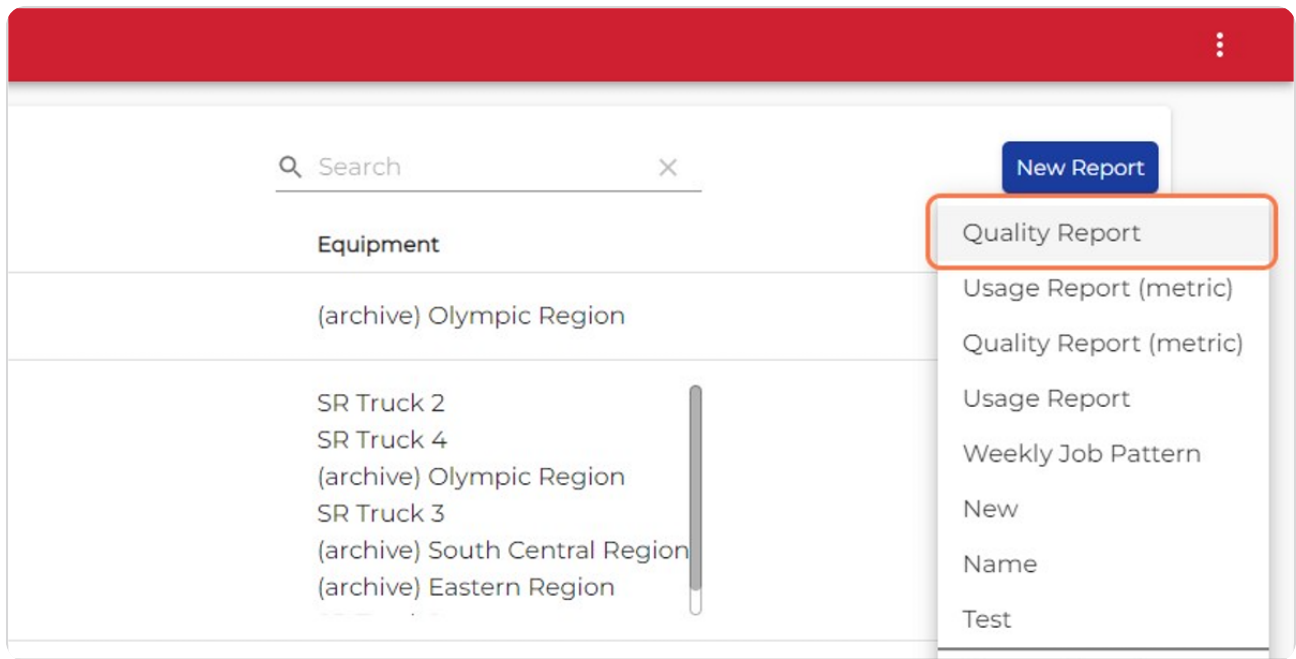 Search
New Report
Equipment
(archive) Olympic Region
SR Truck 2
SR Truck 4
(archive) Olympic Region
SR Truck 3
(archive) South Central Region
(archive) Eastern Region
Quality Report
Usage Report (metric)
Quality Report (metric)
Usage Report
Weekly Job Pattern
New
Name
Test